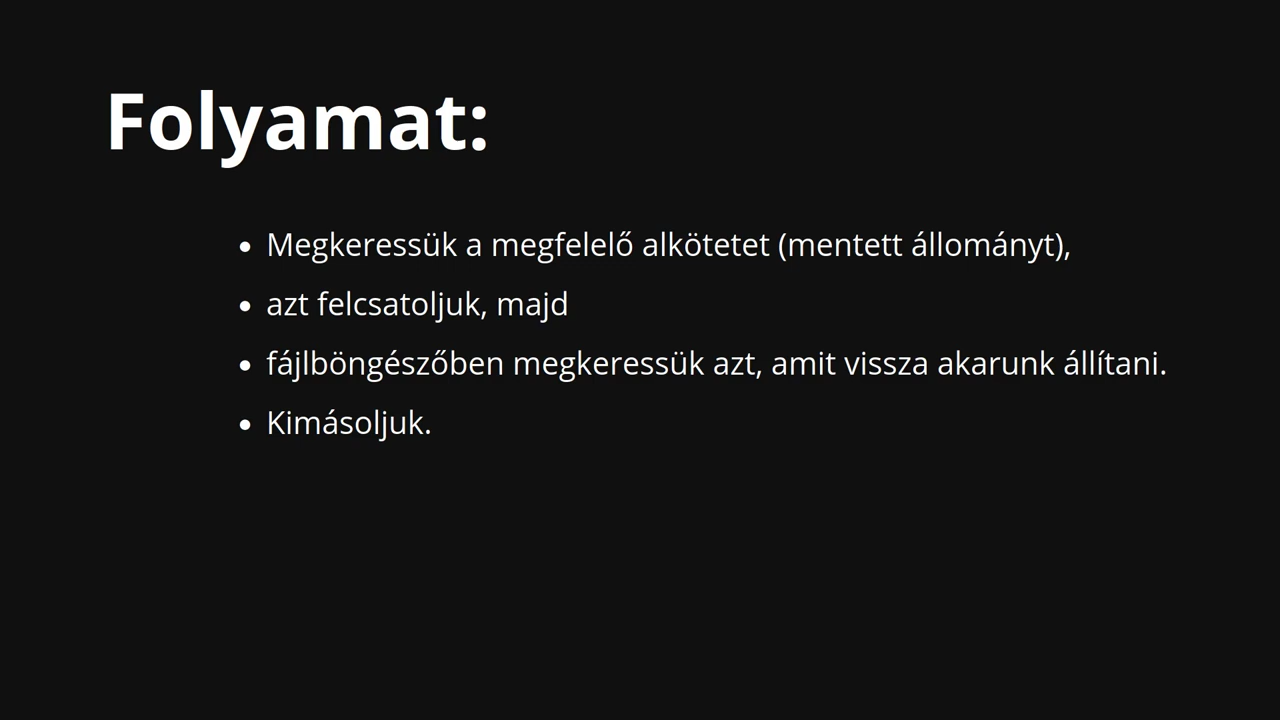 Folyamat:
Megkeressük a megfelelő alkötetet (mentett állományt),
azt felcsatoljuk, majd
fájlböngészőben megkeressük azt, amit vissza akarunk állítani.
Kimásoljuk.